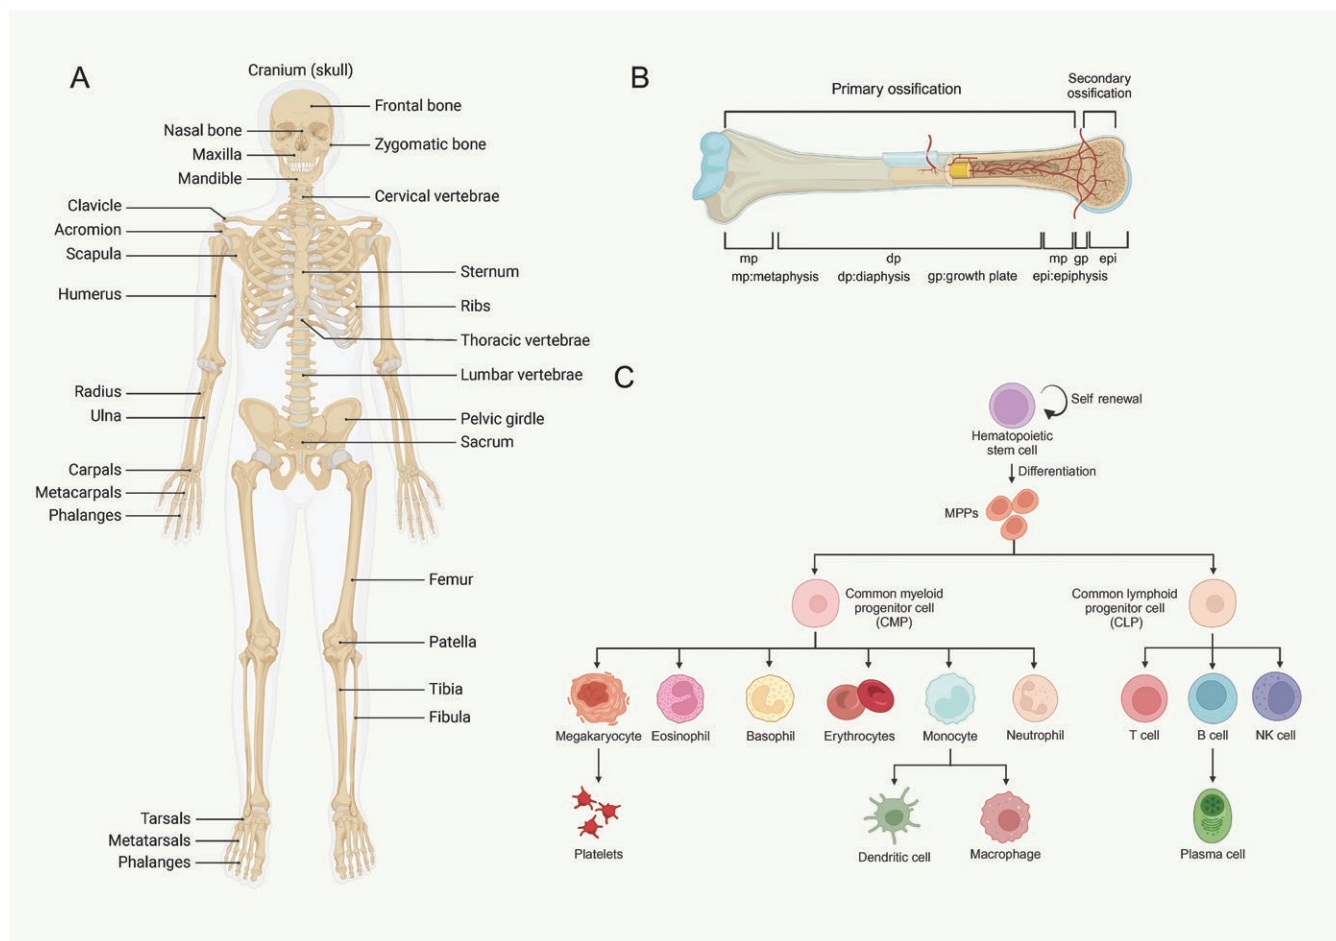 A
Cranium (skull)
Frontal bone
Nasal bone
Zygomatic bone
Maxilla
Mandible
Cervical vertebrae
Clavicle
Acromion
Scapula
Sternum
Humerus
Ribs
Thoracic vertebrae
Lumbar vertebrae
Radius
Ulna
Pelvic girdle
Sacrum
Carpals
Metacarpals
Phalanges
Femur
Patella
Tibia
Fibula
Tarsals
Metatarsals
Phalanges
B
Primary ossification
Secondary
ossification
mp dp mp gp epi
mp:metaphysis dp:diaphysis gp:growth plate epi:epiphysis
C
Self renewal
Hematopoietic
stem cell
Differentiation
MPPs
Common myeloid
progenitor cell
(CMP)
Common lymphoid
progenitor cell
(CLP)
Megakaryocyte Eosinophil Basophil Erythrocytes Monocyte Neutrophil T cell B cell NK cell
Platelets Dendritic cell Macrophage Plasma cell